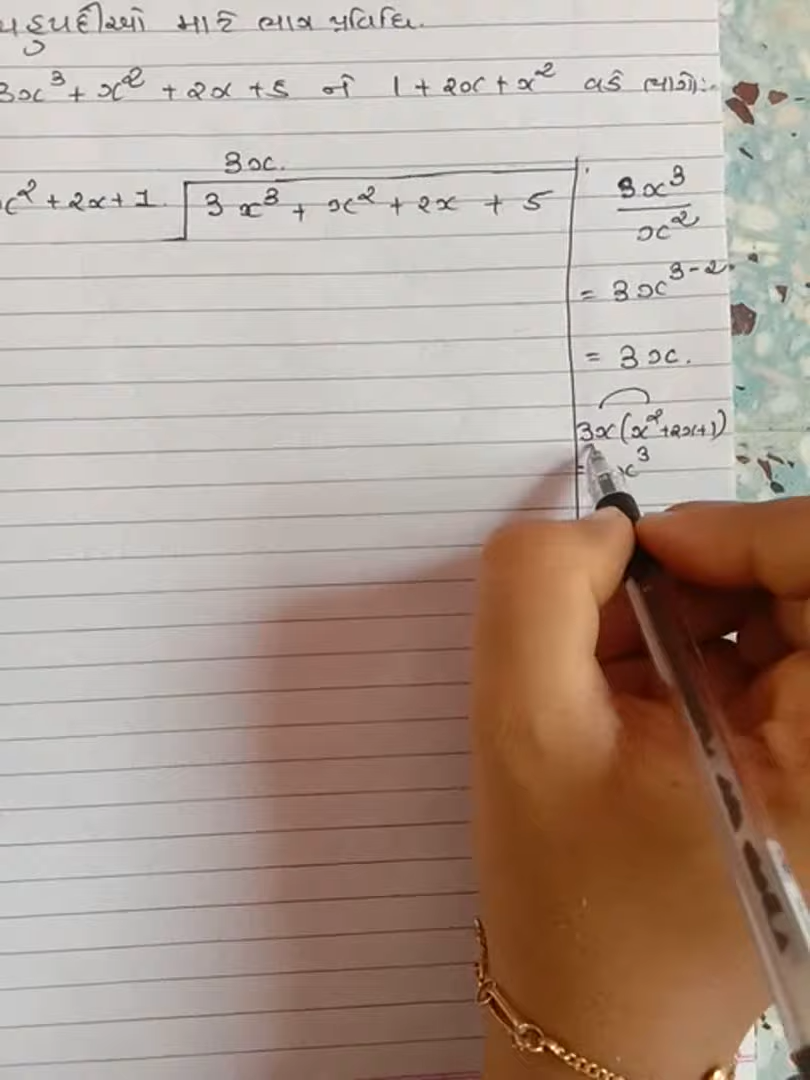 બહુપદીઓ માટે ભાગ પ્રવિધિ.
3x³ + x² + 2x + 5 ને 1 + 2x + x² વડે ભાગો:-
3x.
x² + 2x + 1 3x³ + x² + 2x + 5
3x³
x²
= 3x³⁻²
= 3x.
3x(x²+2x+1)
= x³